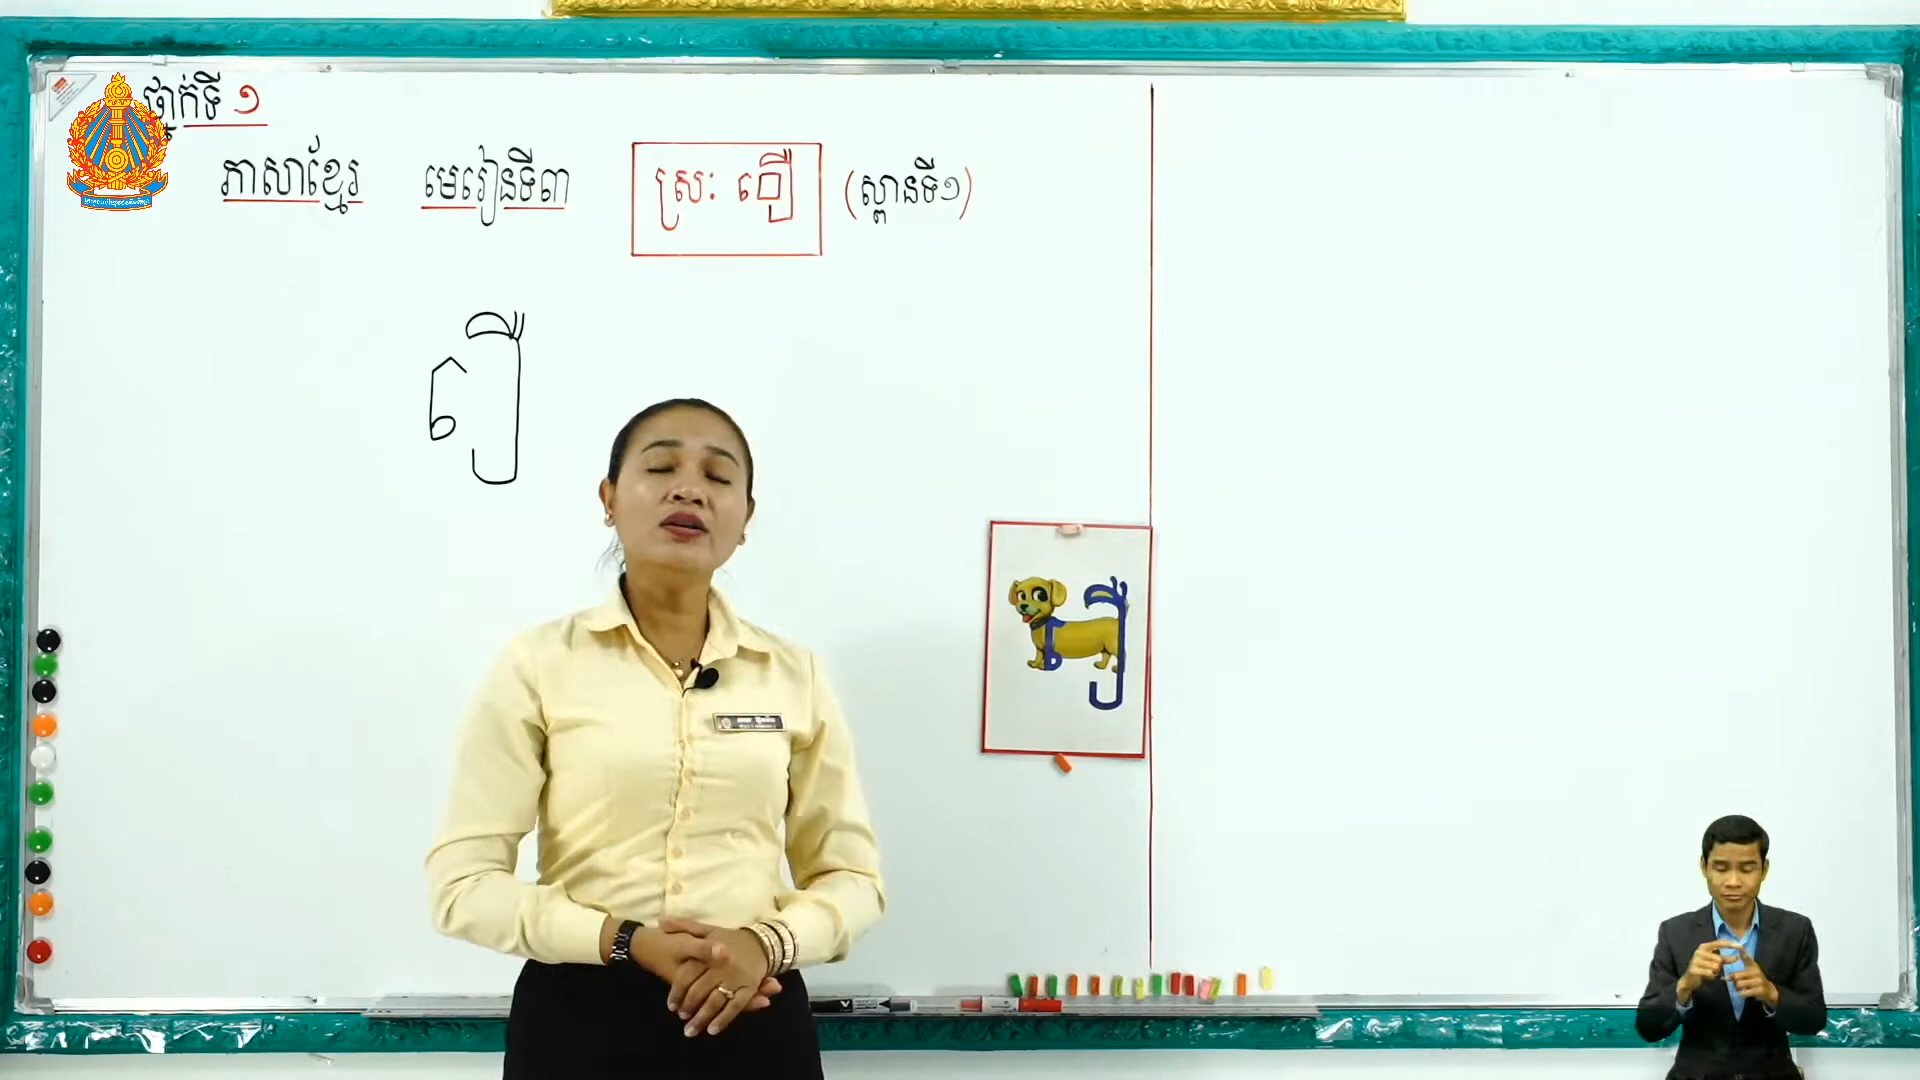 ថ្នាក់ទី ១
ភាសាខ្មែរ មេរៀនទី៣ ស្រៈ ឿ (ស្ពានទី១)
ឿ
ឿ